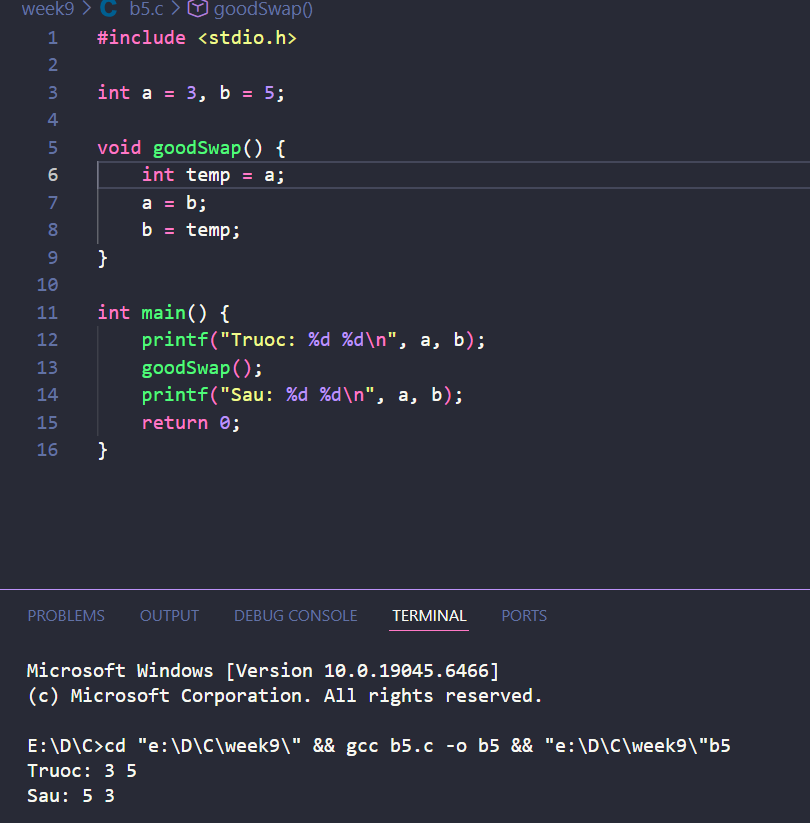 week9 > C b5.c > goodSwap()
1 #include <stdio.h>
2
3 int a = 3, b = 5;
4
5 void goodSwap() {
6     int temp = a;
7     a = b;
8     b = temp;
9 }
10
11 int main() {
12     printf("Truoc: %d %d\n", a, b);
13     goodSwap();
14     printf("Sau: %d %d\n", a, b);
15     return 0;
16 }
PROBLEMS OUTPUT DEBUG CONSOLE TERMINAL PORTS
Microsoft Windows [Version 10.0.19045.6466]
(c) Microsoft Corporation. All rights reserved.
E:\D\C>cd "e:\D\C\week9\" && gcc b5.c -o b5 && "e:\D\C\week9\"b5
Truoc: 3 5
Sau: 5 3